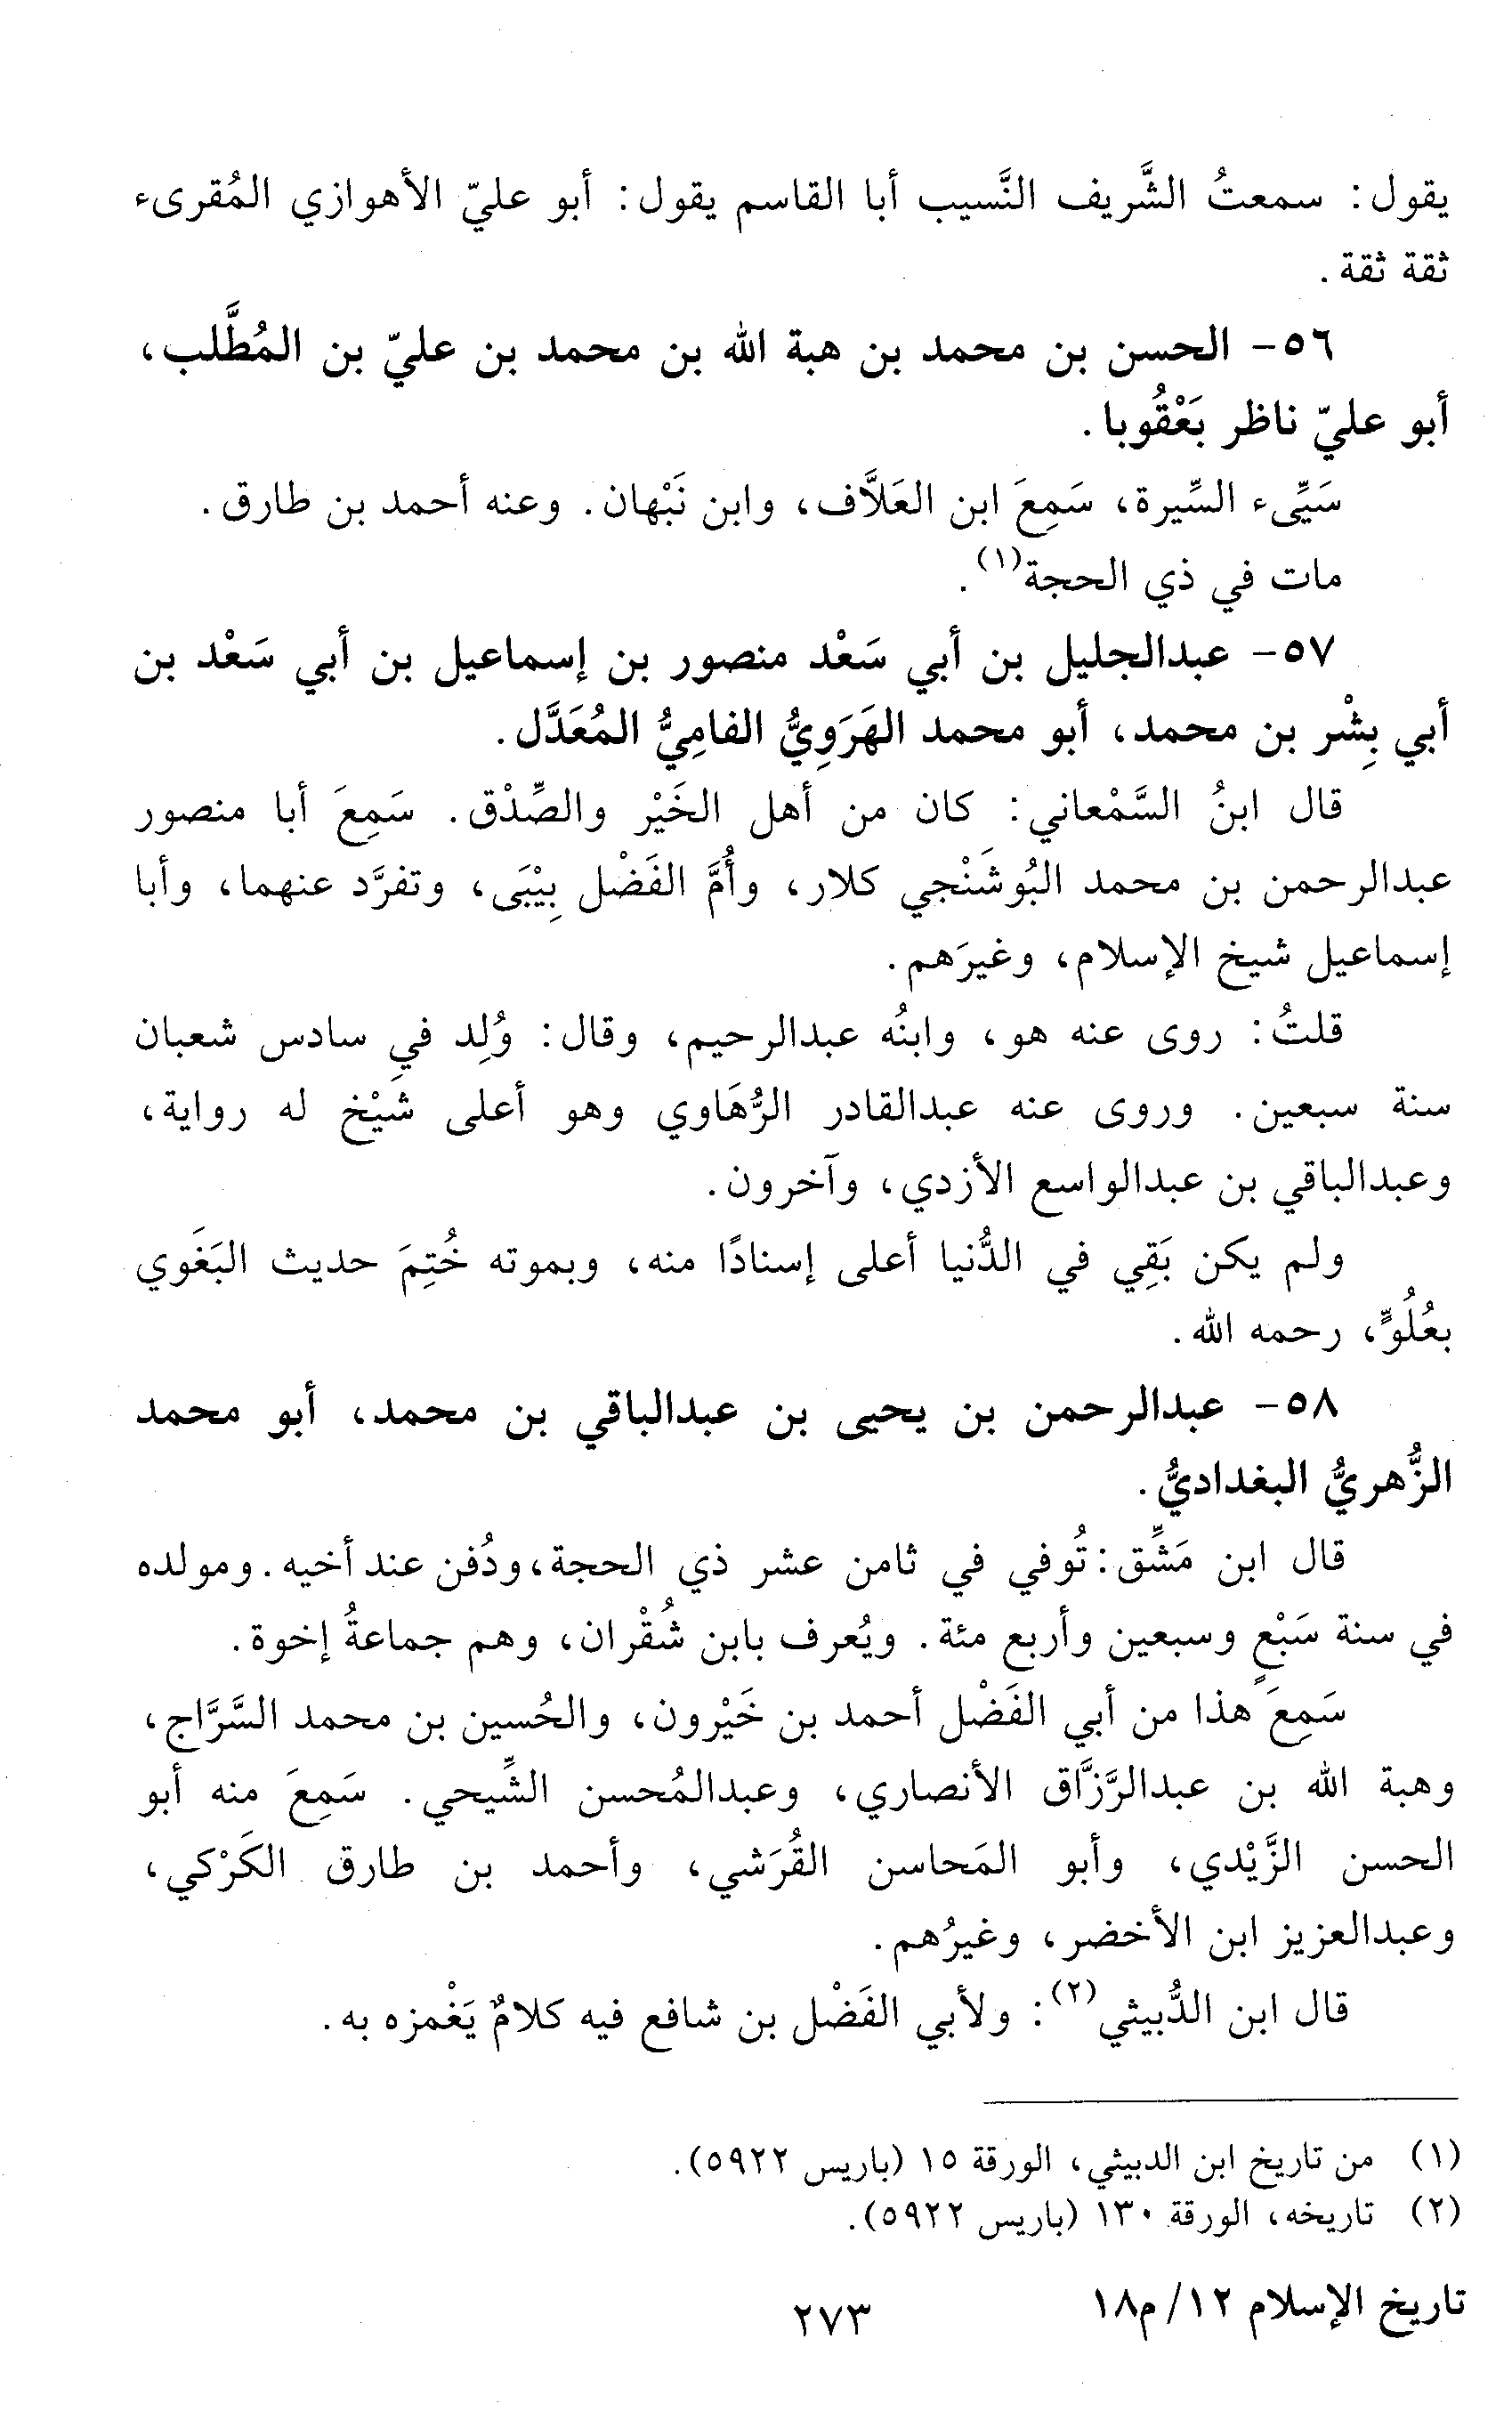 يقول: سمعتُ الشَّريف النَّسيب أبا القاسم يقول: أبو عليّ الأهوازي المُقرىء
ثقة ثقة.
٥٦- الحسن بن محمد بن هبة الله بن محمد بن عليّ بن المُطَّلب،
أبو عليّ ناظر بَعْقُوبا.
سَيِّىء السِّيرة، سَمِعَ ابن العَلاَّف، وابن نَبْهان. وعنه أحمد بن طارق.
مات في ذي الحجة(١).
٥٧- عبدالجليل بن أبي سَعْد منصور بن إسماعيل بن أبي سَعْد بن
أبي بِشْر بن محمد، أبو محمد الهَرَوِيُّ الفامِيُّ المُعَدَّل.
قال ابنُ السَّمْعاني: كان من أهل الخَيْر والصِّدْق. سَمِعَ أبا منصور
عبدالرحمن بن محمد البُوشَنْجي كلار، وأُمَّ الفَضْل بِيْبَى، وتفرَّد عنهما، وأبا
إسماعيل شيخ الإسلام، وغيرَهم.
قلتُ: روى عنه هو، وابنُه عبدالرحيم، وقال: وُلِد في سادس شعبان
سنة سبعين. وروى عنه عبدالقادر الرُّهَاوي وهو أعلى شَيْخ له رواية،
وعبدالباقي بن عبدالواسع الأزدي، وآخرون.
ولم يكن بَقِي في الدُّنيا أعلى إسنادًا منه، وبموته خُتِمَ حديث البَغَوي
بعُلُوٍّ، رحمه الله.
٥٨- عبدالرحمن بن يحيى بن عبدالباقي بن محمد، أبو محمد
الزُّهريُّ البغداديُّ.
قال ابن مَشِّق: تُوفي في ثامن عشر ذي الحجة، ودُفن عند أخيه. ومولده
في سنة سَبْعٍ وسبعين وأربع مئة. ويُعرف بابن شُقْران، وهم جماعةُ إخوة.
سَمِعَ هذا من أبي الفَضْل أحمد بن خَيْرون، والحُسين بن محمد السَّرَّاج،
وهبة الله بن عبدالرَّزَّاق الأنصاري، وعبدالمُحسن الشِّيحي. سَمِعَ منه أبو
الحسن الزَّيْدي، وأبو المَحاسن القُرَشي، وأحمد بن طارق الكَرْكي،
وعبدالعزيز ابن الأخضر، وغيرُهم.
قال ابن الدُّبيثي(٢): ولأبي الفَضْل بن شافع فيه كلامٌ يَغْمزه به.
(١) من تاريخ ابن الدبيثي، الورقة ١٥ (باريس ٥٩٢٢).
(٢) تاريخه، الورقة ١٣٠ (باريس ٥٩٢٢).
تاريخ الإسلام ١٢/ م١٨
٢٧٣